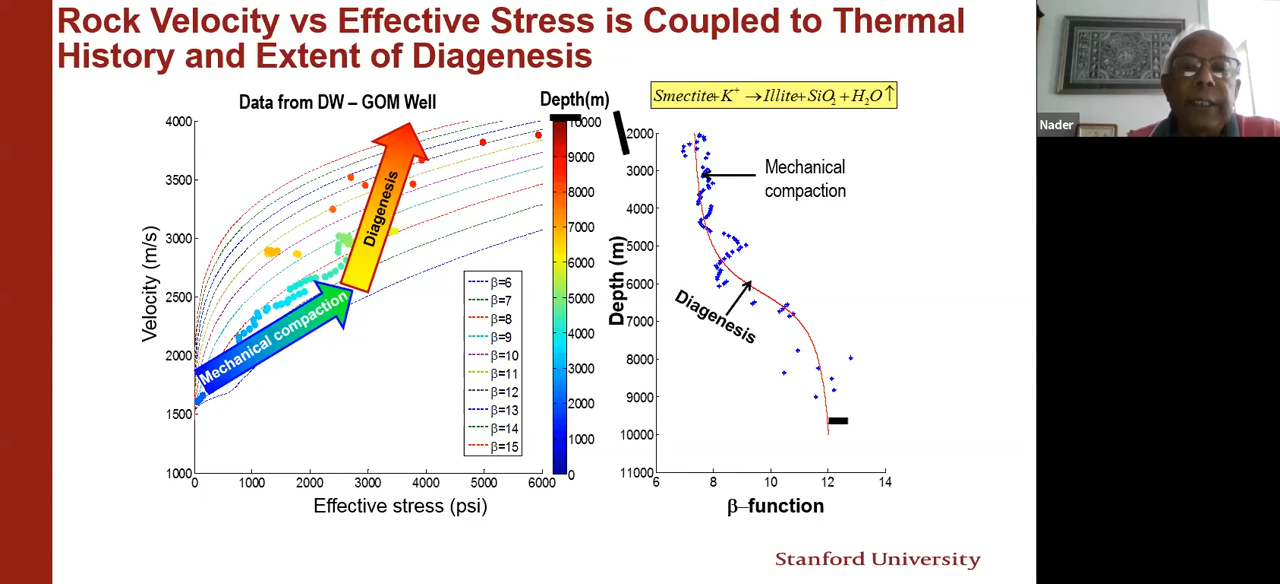 Rock Velocity vs Effective Stress is Coupled to Thermal
History and Extent of Diagenesis
Data from DW – GOM Well
Depth(m)
Smectite+K⁺ →Illite+SiO₂ +H₂O↑
Nader
4000
3500
3000
2500
2000
1500
1000
Velocity (m/s)
0
1000
2000
3000
4000
5000
6000
Effective stress (psi)
Mechanical compaction
Diagenesis
β=6
β=7
β=8
β=9
β=10
β=11
β=12
β=13
β=14
β=15
10000
9000
8000
7000
6000
5000
4000
3000
2000
1000
0
Depth (m)
2000
3000
4000
5000
6000
7000
8000
9000
10000
11000
Mechanical
compaction
Diagenesis
6
8
10
12
14
β–function
Stanford University